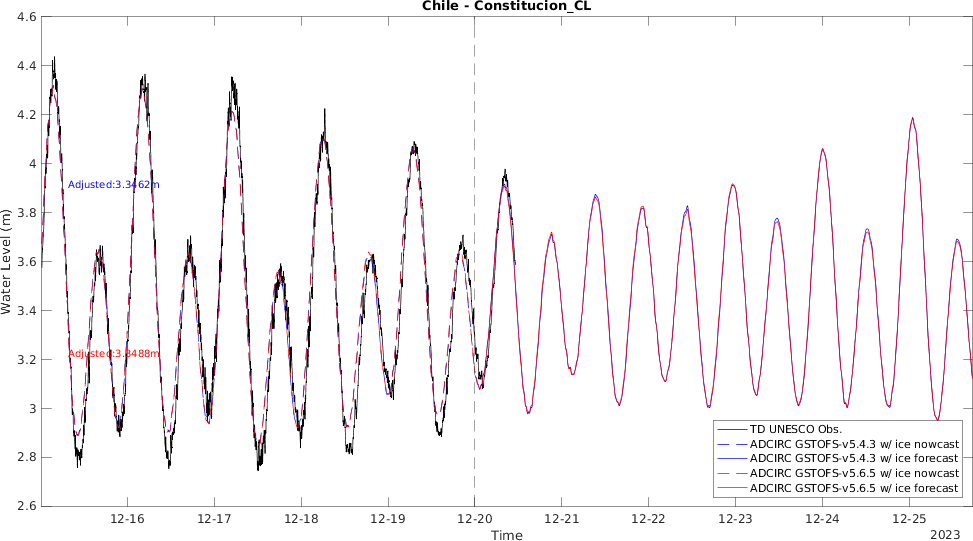 Chile - Constitucion_CL
4.6
4.4
4.2
4
3.8
3.6
3.4
3.2
3
2.8
2.6
Water Level (m)
Adjusted:3.3462m
Adjusted:3.3488m
TD UNESCO Obs.
ADCIRC GSTOFS-v5.4.3 w/ ice nowcast
ADCIRC GSTOFS-v5.4.3 w/ ice forecast
ADCIRC GSTOFS-v5.6.5 w/ ice nowcast
ADCIRC GSTOFS-v5.6.5 w/ ice forecast
12-16 12-17 12-18 12-19 12-20 12-21 12-22 12-23 12-24 12-25
Time
2023